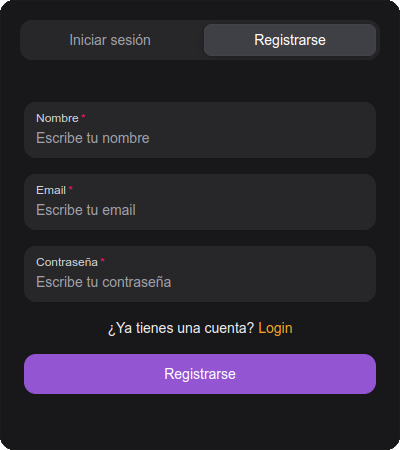 Iniciar sesión
Registrarse
Nombre *
Escribe tu nombre
Email *
Escribe tu email
Contraseña *
Escribe tu contraseña
¿Ya tienes una cuenta? Login
Registrarse